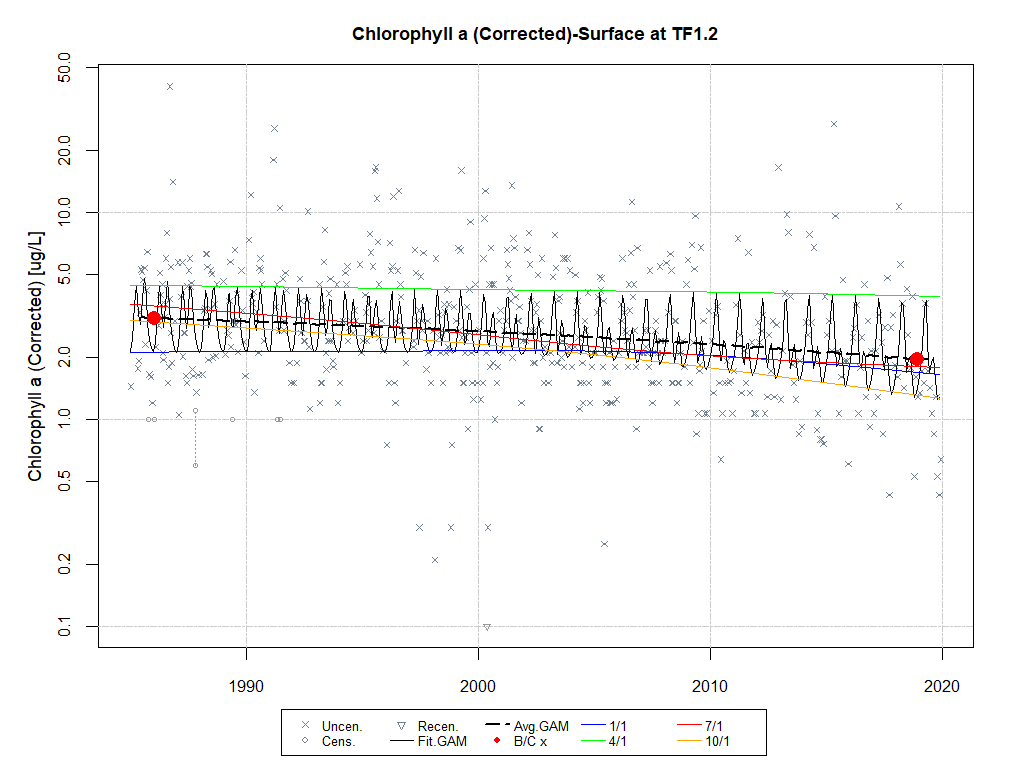 Chlorophyll a (Corrected)-Surface at TF1.2
Chlorophyll a (Corrected) [ug/L]
50.0
20.0
10.0
5.0
2.0
1.0
0.5
0.2
0.1
1990 2000 2010 2020
Uncen. Recen. Avg.GAM 1/1 7/1
Cens. Fit.GAM B/C x 4/1 10/1